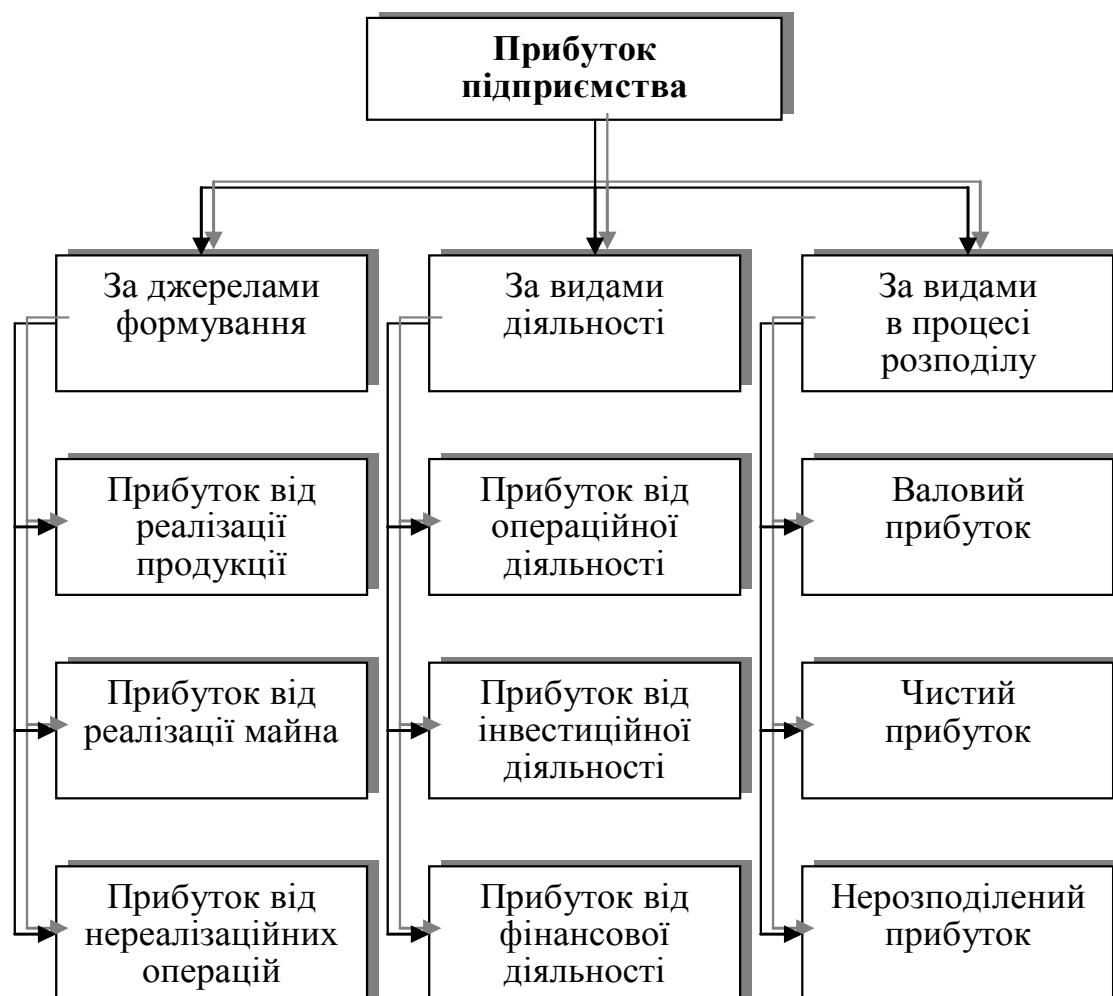 Прибуток
підприємства
За джерелами
формування
За видами
діяльності
За видами
в процесі
розподілу
Прибуток від
реалізації
продукції
Прибуток від
операційної
діяльності
Валовий
прибуток
Прибуток від
реалізації майна
Прибуток від
інвестиційної
діяльності
Чистий
прибуток
Прибуток від
нереалізаційних
операцій
Прибуток від
фінансової
діяльності
Нерозподілений
прибуток